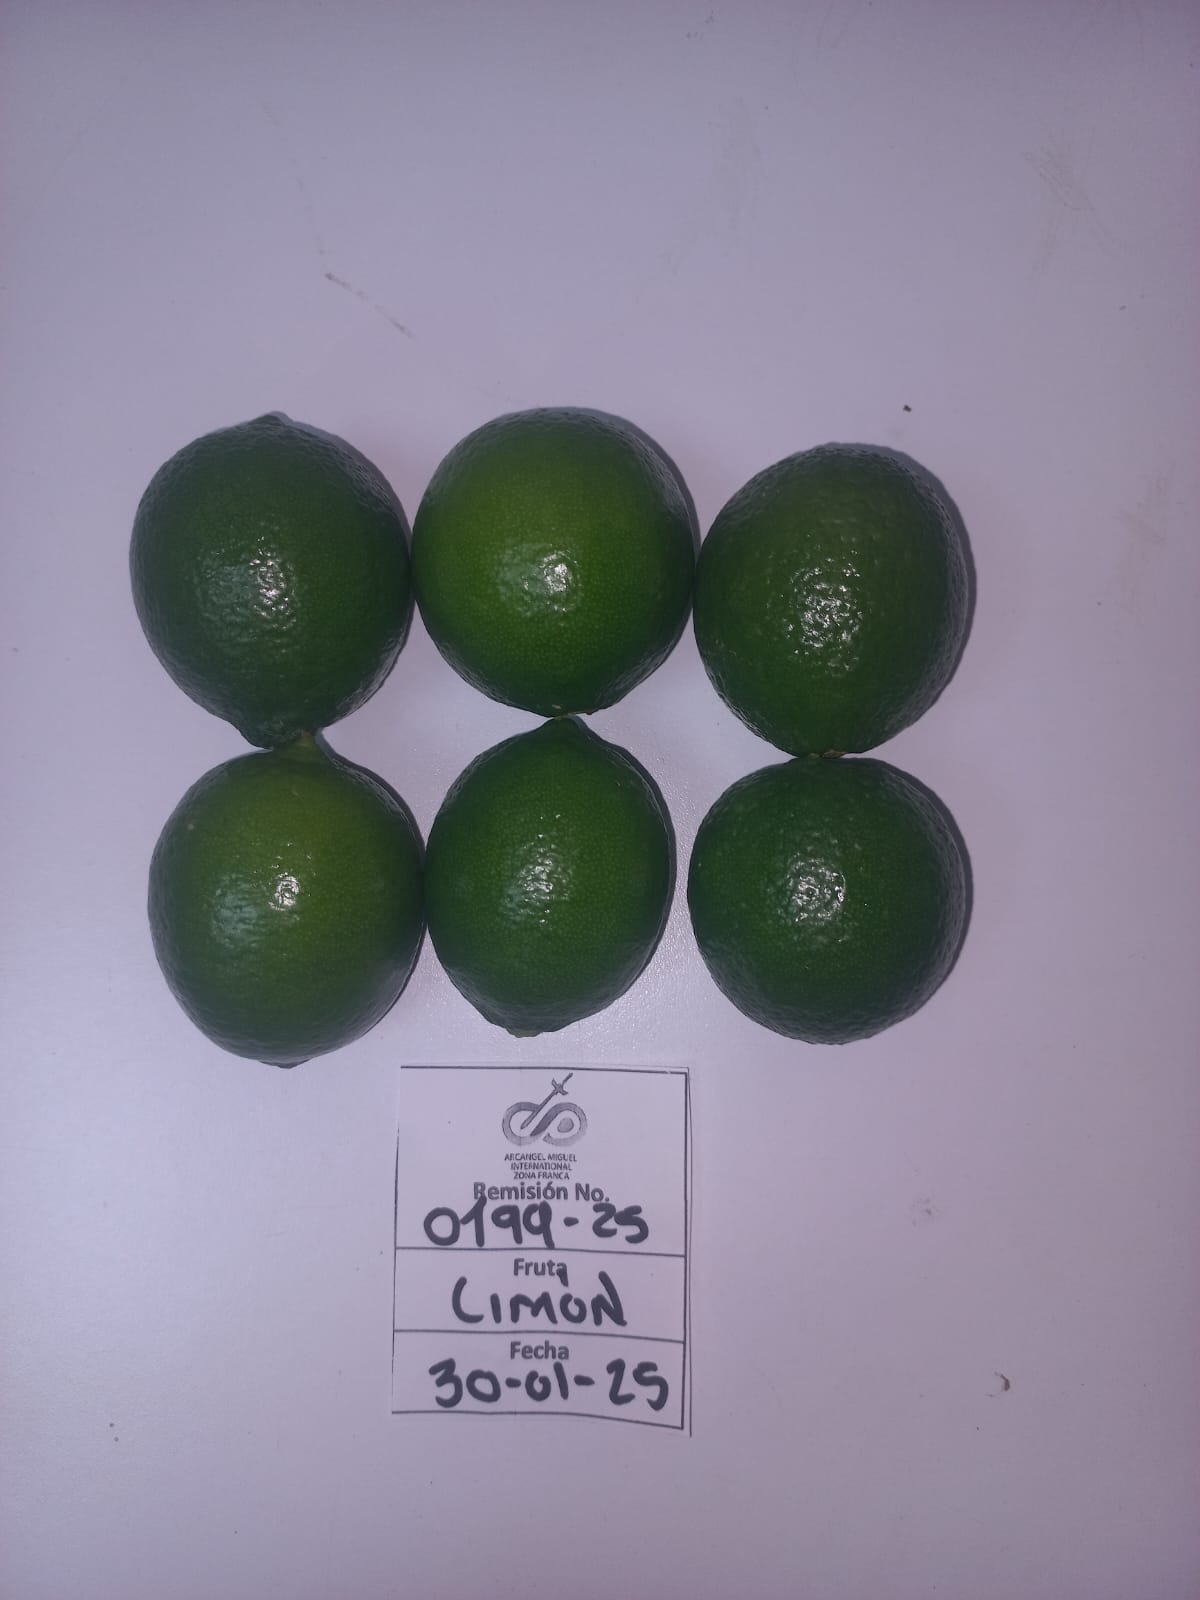 ARCANGEL MIGUEL
INTERNATIONAL
ZONA FRANCA
Remisión No.
0199-25
Fruta
LIMON
Fecha
30-01-25